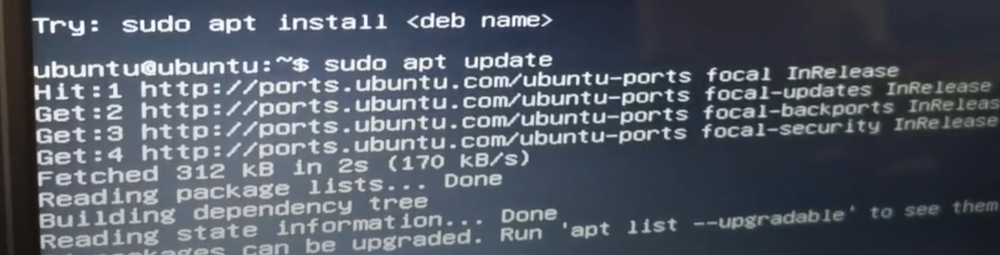 Try: sudo apt install <deb name>
ubuntu@ubuntu:~$ sudo apt update
Hit:1 http://ports.ubuntu.com/ubuntu-ports focal InRelease
Get:2 http://ports.ubuntu.com/ubuntu-ports focal-updates InRelease
Get:3 http://ports.ubuntu.com/ubuntu-ports focal-backports InReleas
Get:4 http://ports.ubuntu.com/ubuntu-ports focal-security InRelease
Fetched 312 kB in 2s (170 kB/s)
Reading package lists... Done
Building dependency tree
Reading state information... Done
packages can be upgraded. Run 'apt list --upgradable' to see them